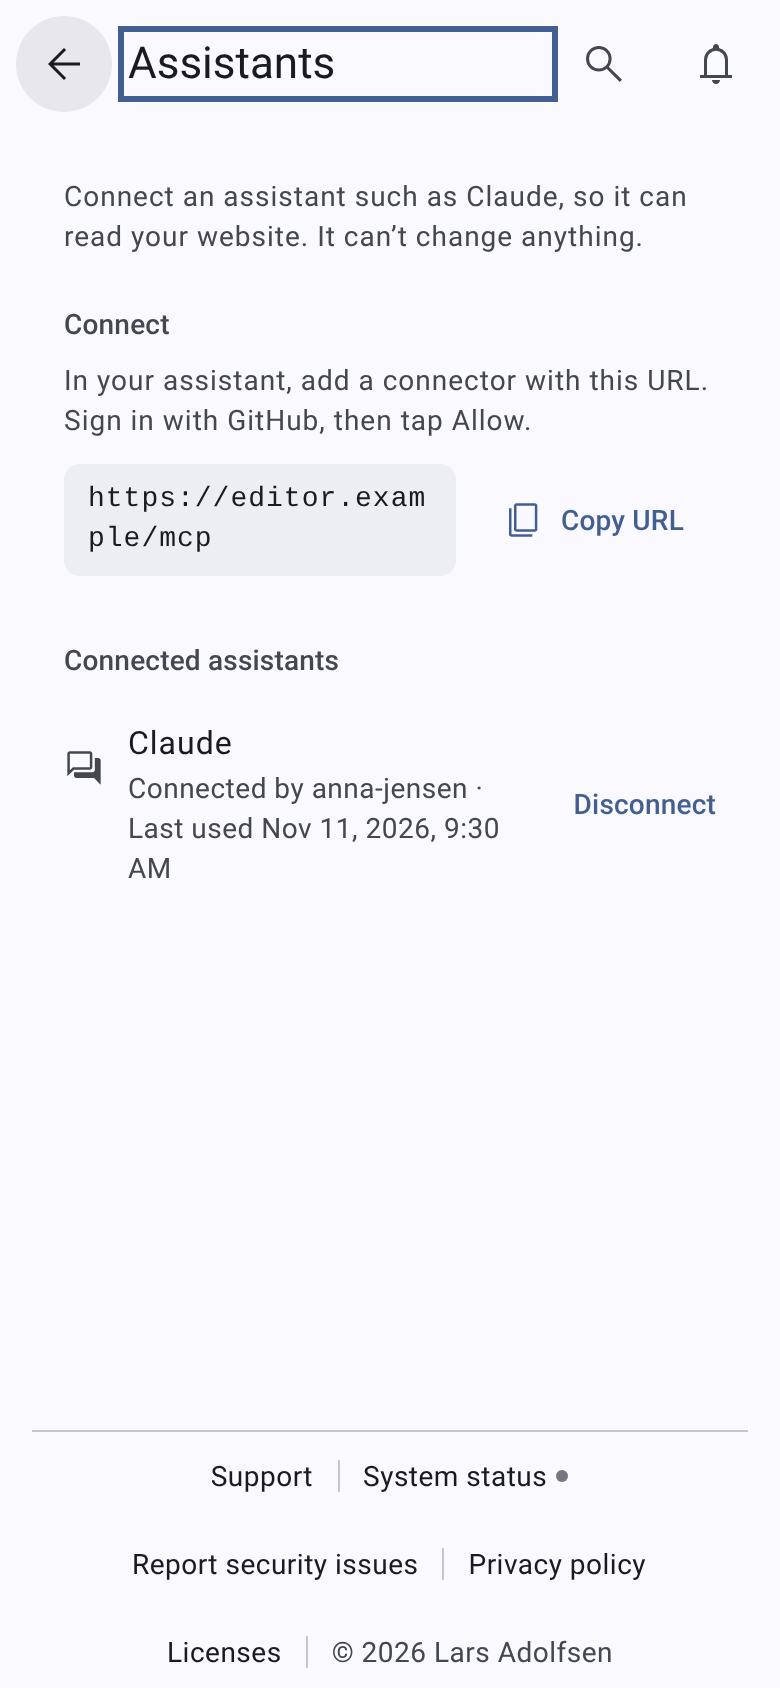 Assistants
Connect an assistant such as Claude, so it can
read your website. It can’t change anything.
Connect
In your assistant, add a connector with this URL.
Sign in with GitHub, then tap Allow.
https://editor.exam
ple/mcp
Copy URL
Connected assistants
Claude
Connected by anna-jensen ·
Last used Nov 11, 2026, 9:30
AM
Disconnect
Support
System status
Report security issues
Privacy policy
Licenses
© 2026 Lars Adolfsen